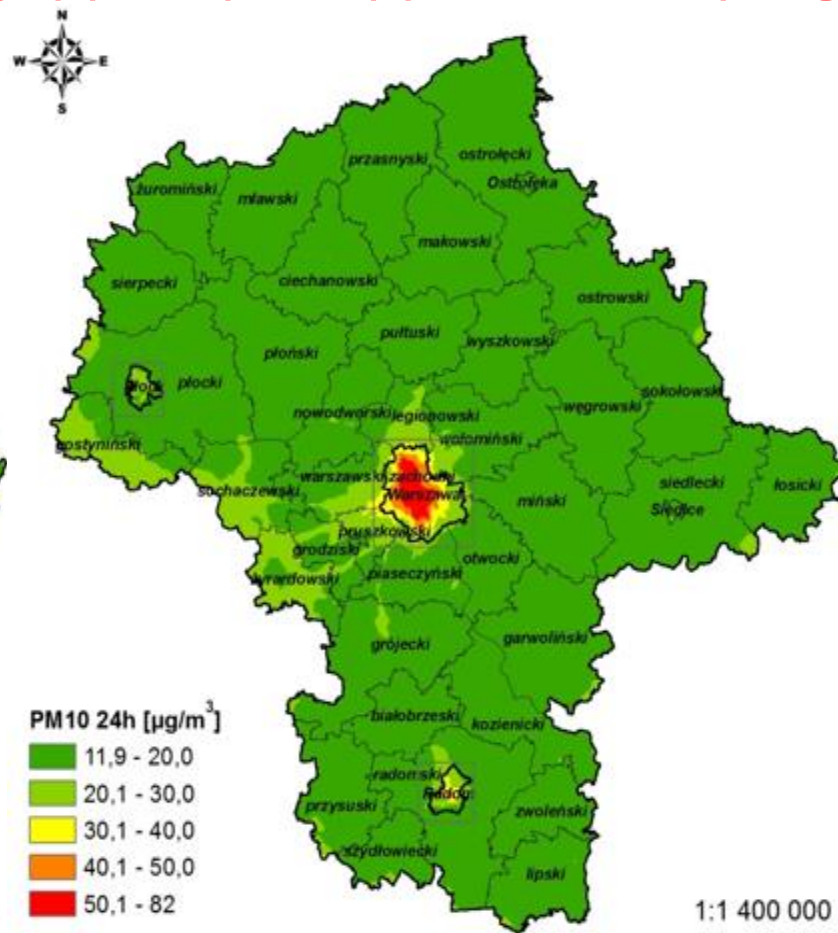 N
W E
S
ostrołęcki
przasnyski
Ostrołęka
żuromiński
mławski
makowski
sierpecki
ciechanowski
ostrowski
pułtuski
wyszkowski
płoński
płocki
sokołowski
węgrowski
nowodworski
legionowski
gostyniński
wołomiński
warszawski zachodni
siedlecki
łosicki
sochaczewski
Warszawa
miński
Siedlce
pruszkowski
grodziski
otwocki
żyrardowski
piaseczyński
grójecki
garwoliński
białobrzeski
kozienicki
radomski
Radom
przysuski
zwoleński
szydłowiecki
lipski
PM10 24h [µg/m³]
11,9 - 20,0
20,1 - 30,0
30,1 - 40,0
40,1 - 50,0
50,1 - 82
1:1 400 000